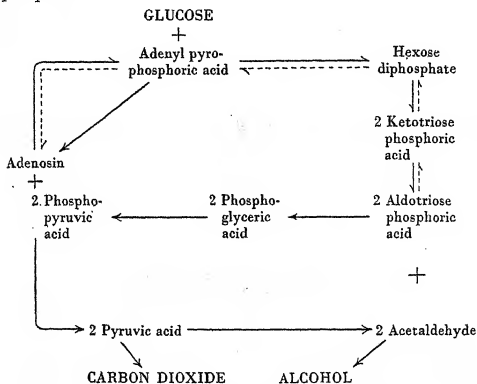 GLUCOSE
+
Adenyl pyro-
phosphoric acid
Hexose
diphosphate
2 Ketotriose
phosphoric
acid
Adenosin
+
2 Phospho-
pyruvic
acid
2 Phospho-
glyceric
acid
2 Aldotriose
phosphoric
acid
+
2 Pyruvic acid
2 Acetaldehyde
CARBON DIOXIDE
ALCOHOL